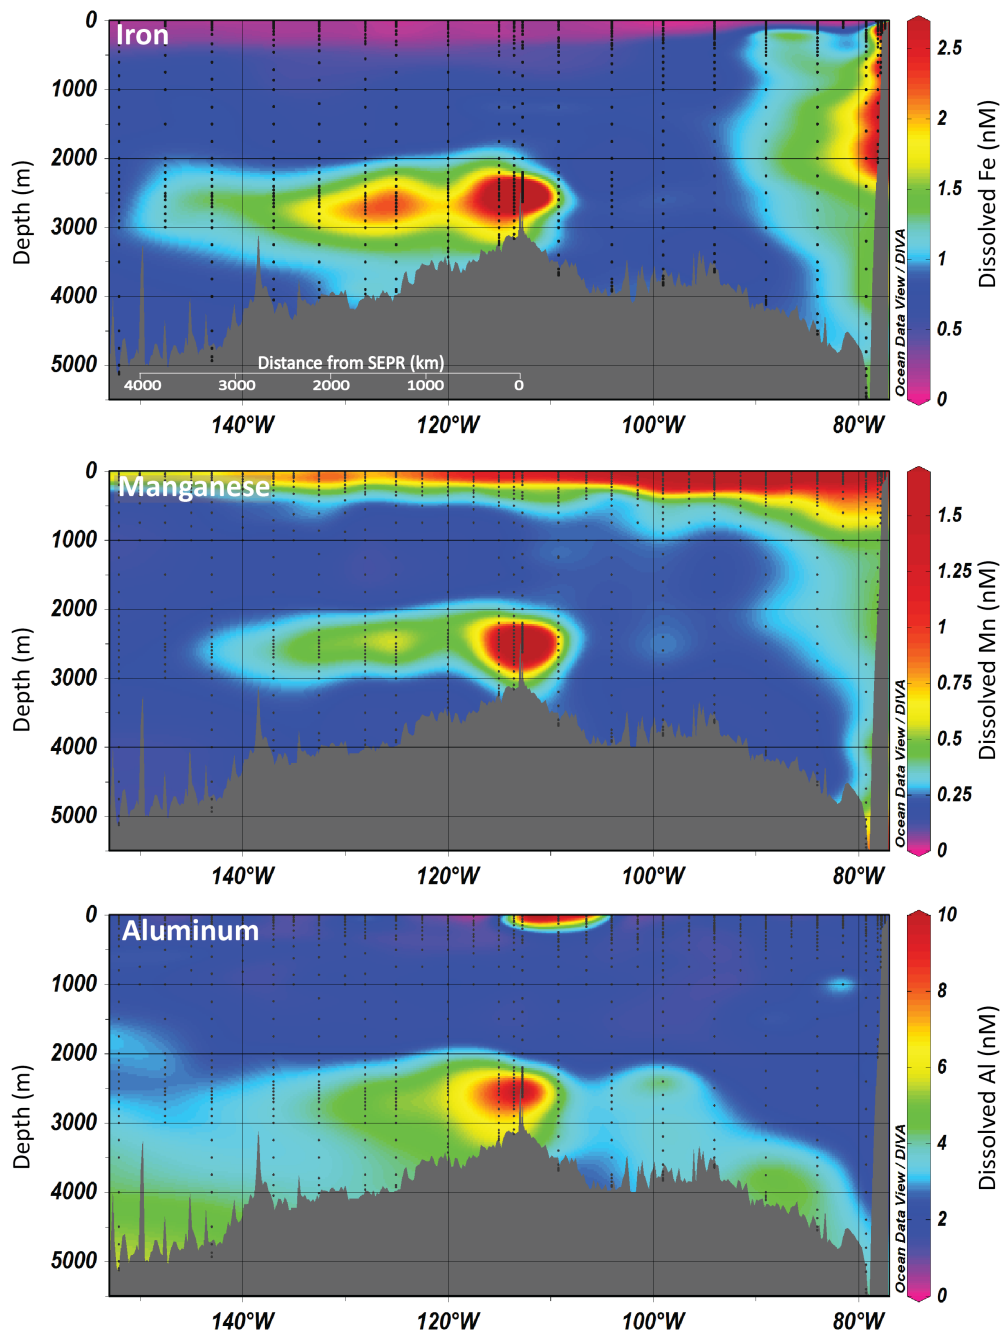 Iron
0
1000
2000
3000
4000
5000
Depth (m)
Distance from SEPR (km)
4000 3000 2000 1000 0
140°W 120°W 100°W 80°W
Ocean Data View / DIVA
2.5
2
1.5
1
0.5
0
Dissolved Fe (nM)
Manganese
0
1000
2000
3000
4000
5000
Depth (m)
140°W 120°W 100°W 80°W
Ocean Data View / DIVA
1.5
1.25
1
0.75
0.5
0.25
0
Dissolved Mn (nM)
Aluminum
0
1000
2000
3000
4000
5000
Depth (m)
140°W 120°W 100°W 80°W
Ocean Data View / DIVA
10
8
6
4
2
0
Dissolved Al (nM)